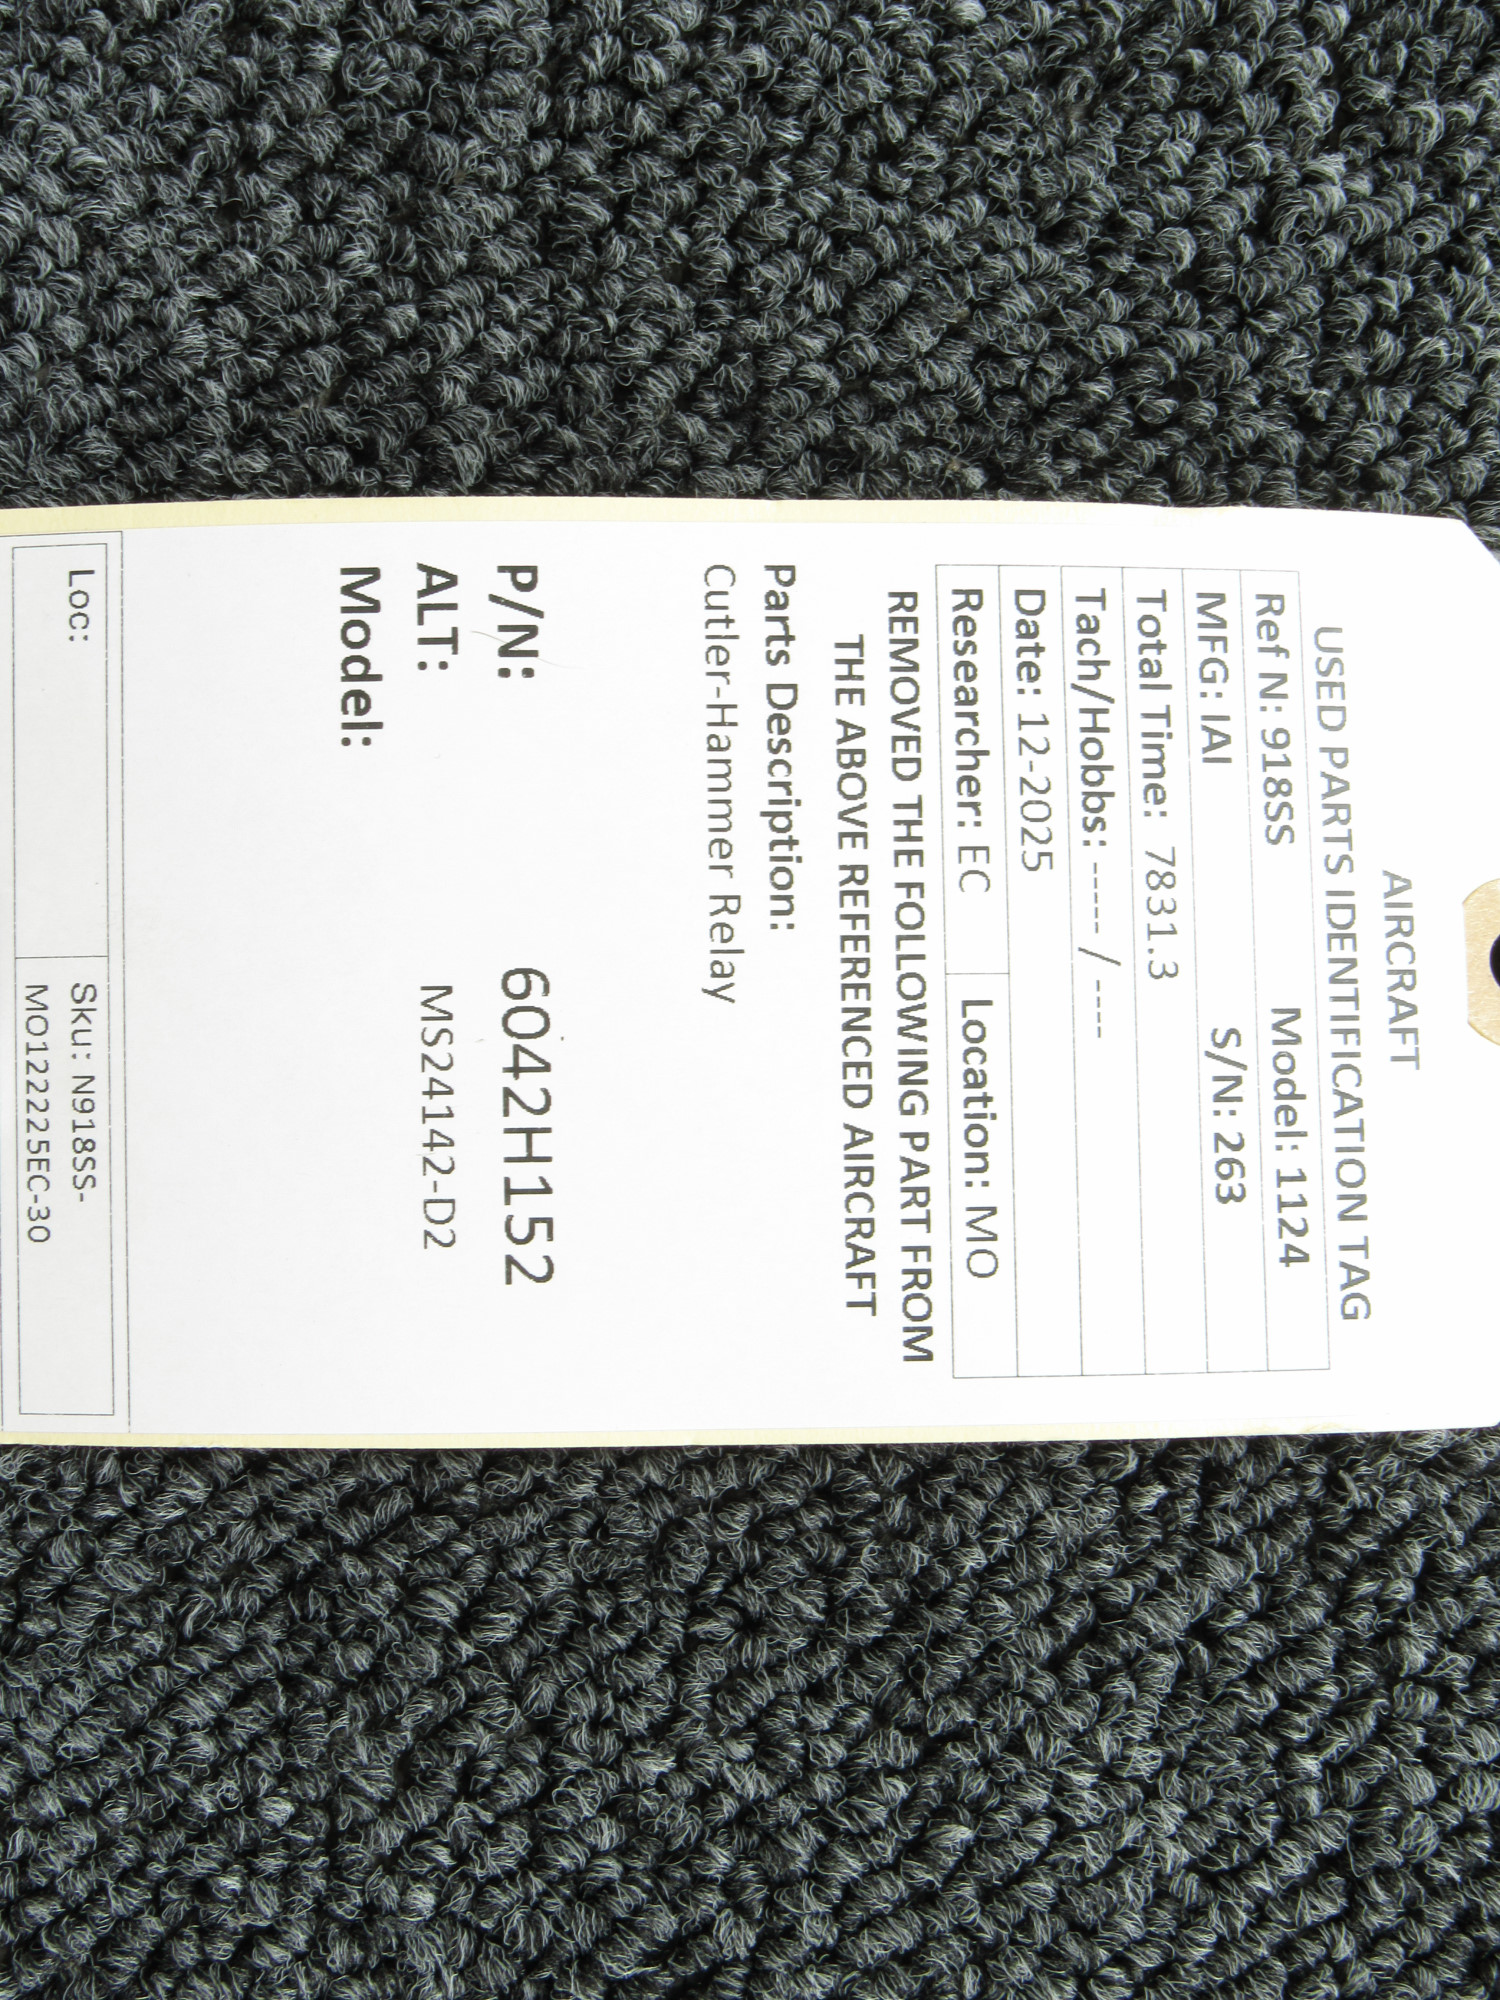 AIRCRAFT
USED PARTS IDENTIFICATION TAG
Ref N: 918SS Model: 1124
MFG: IAI S/N: 263
Total Time: 7831.3
Tach/Hobbs: ----- / ----
Date: 12-2025
Researcher: EC Location: MO
REMOVED THE FOLLOWING PART FROM
THE ABOVE REFERENCED AIRCRAFT
Parts Description:
Cutler-Hammer Relay
P/N: 6042H152
ALT: MS24142-D2
Model:
Loc: Sku: N918SS-
MO122225EC-30